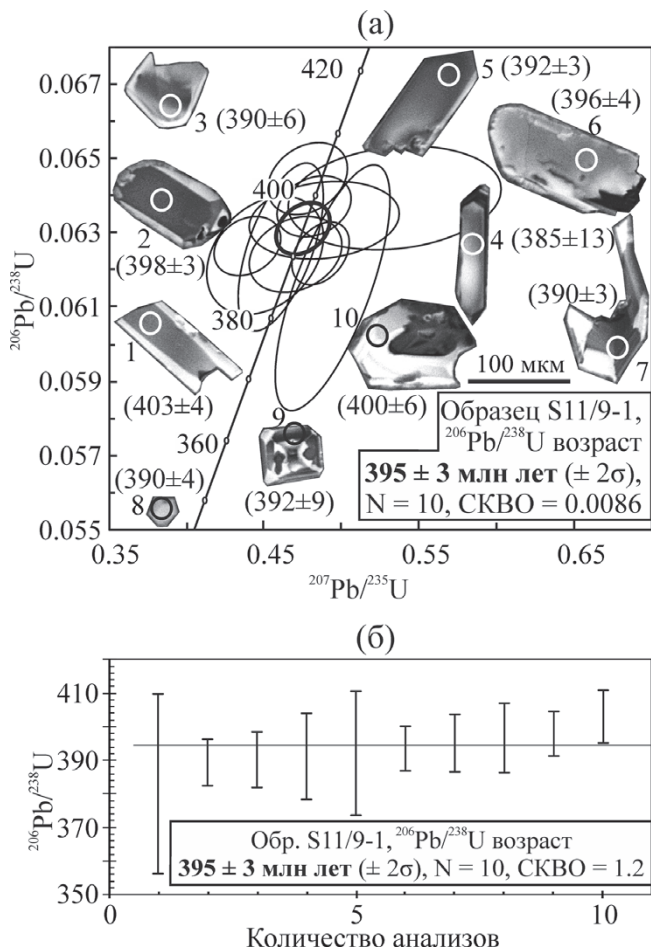 (а)
420
0.067
5 (392±3)
(396±4)
6
3 (390±6)
0.065
400
0.063
2
(398±3)
4 (385±13)
(390±3)
²⁰⁶Pb/²³⁸U
0.061
380
10
1
7
100 мкм
0.059
(403±4)
(400±6)
9
Образец S11/9-1,
²⁰⁶Pb/²³⁸U возраст
395 ± 3 млн лет (± 2σ),
N = 10, СКВО = 0.0086
0.057
360
(390±4)
8
(392±9)
0.055
0.35 0.45 0.55 0.65
²⁰⁷Pb/²³⁵U
(б)
410
390
²⁰⁶Pb/²³⁸U
370
Обр. S11/9-1, ²⁰⁶Pb/²³⁸U возраст
395 ± 3 млн лет (± 2σ), N = 10, СКВО = 1.2
350
0 5 10
Количество анализов